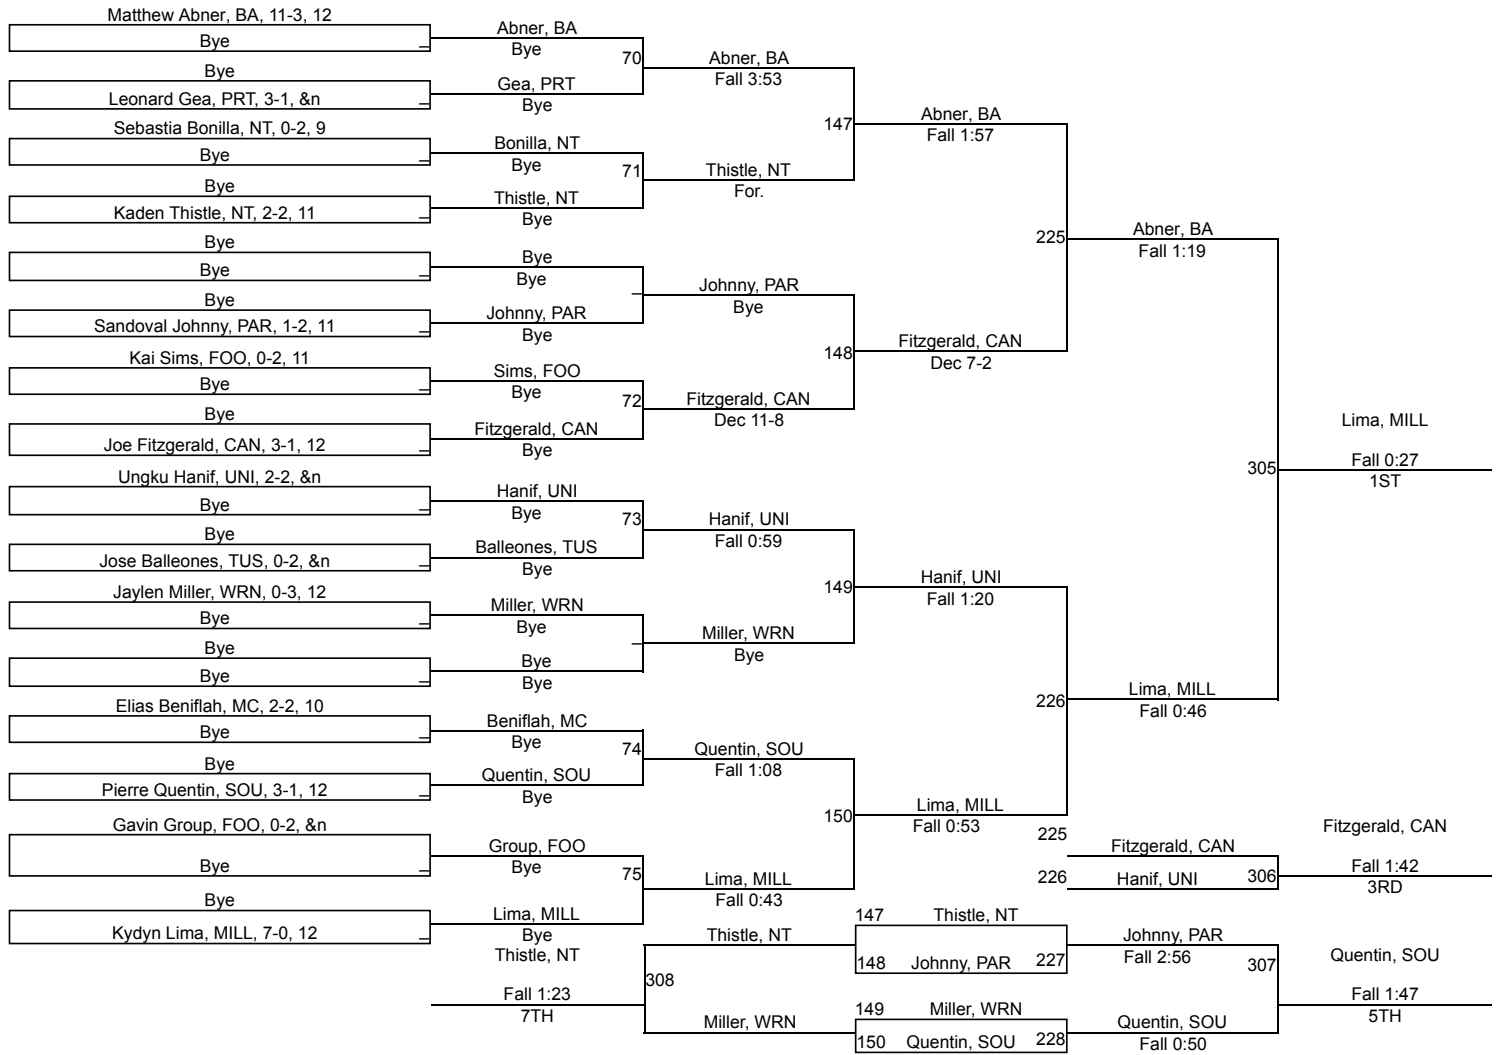 Matthew Abner, BA, 11-3, 12
Bye
Bye
Leonard Gea, PRT, 3-1, &n
Sebastia Bonilla, NT, 0-2, 9
Bye
Bye
Kaden Thistle, NT, 2-2, 11
Bye
Bye
Bye
Sandoval Johnny, PAR, 1-2, 11
Kai Sims, FOO, 0-2, 11
Bye
Bye
Joe Fitzgerald, CAN, 3-1, 12
Ungku Hanif, UNI, 2-2, &n
Bye
Bye
Jose Balleones, TUS, 0-2, &n
Jaylen Miller, WRN, 0-3, 12
Bye
Bye
Bye
Elias Beniflah, MC, 2-2, 10
Bye
Bye
Pierre Quentin, SOU, 3-1, 12
Gavin Group, FOO, 0-2, &n
Bye
Bye
Kydyn Lima, MILL, 7-0, 12
Abner, BA
Bye
70
Gea, PRT
Bye
Bonilla, NT
Bye
71
Thistle, NT
Bye
Bye
Bye
Johnny, PAR
Bye
Sims, FOO
Bye
72
Fitzgerald, CAN
Bye
Hanif, UNI
Bye
73
Balleones, TUS
Bye
Miller, WRN
Bye
Bye
Bye
Beniflah, MC
Bye
74
Quentin, SOU
Bye
Group, FOO
Bye
75
Lima, MILL
Bye
Abner, BA
Fall 3:53
147
Thistle, NT
For.
Johnny, PAR
Bye
148
Fitzgerald, CAN
Dec 11-8
Hanif, UNI
Fall 0:59
149
Miller, WRN
Bye
Quentin, SOU
Fall 1:08
150
Lima, MILL
Fall 0:43
Abner, BA
Fall 1:57
225
Fitzgerald, CAN
Dec 7-2
Hanif, UNI
Fall 1:20
226
Lima, MILL
Fall 0:53
Abner, BA
Fall 1:19
305
Lima, MILL
Fall 0:46
Lima, MILL
Fall 0:27
1ST
225
Fitzgerald, CAN
226
Hanif, UNI
306
Fitzgerald, CAN
Fall 1:42
3RD
147
Thistle, NT
148
Johnny, PAR
227
149
Miller, WRN
150
Quentin, SOU
228
Johnny, PAR
Fall 2:56
307
Quentin, SOU
Fall 0:50
Quentin, SOU
Fall 1:47
5TH
Thistle, NT
308
Miller, WRN
Thistle, NT
Fall 1:23
7TH